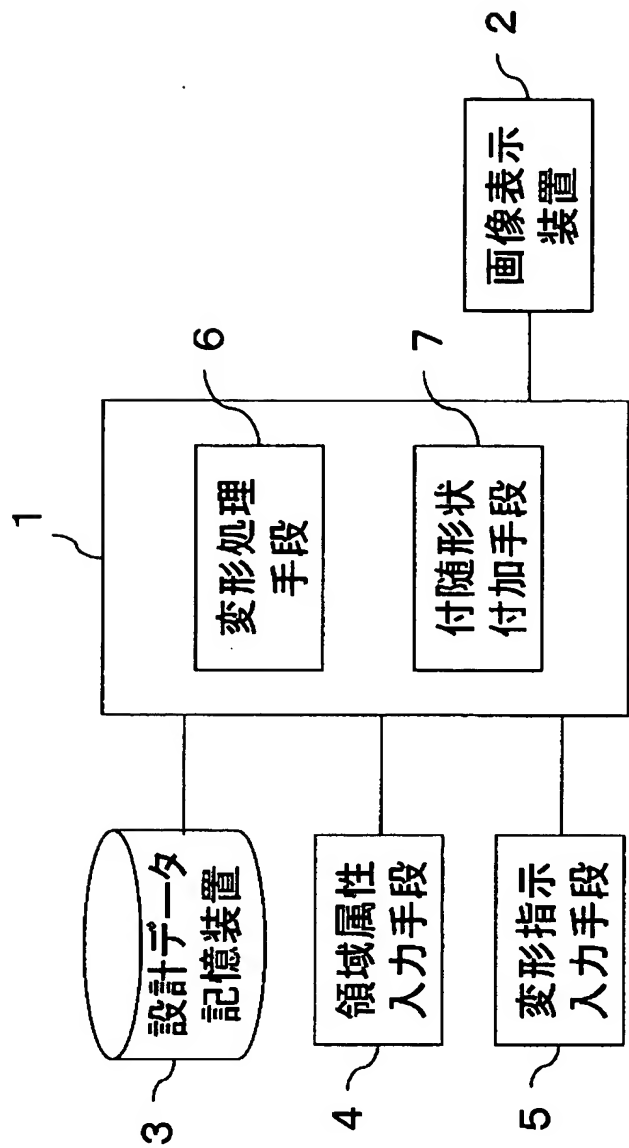 1
3
設計データ
記憶装置
4
領域属性
入力手段
5
変形指示
入力手段
6
変形処理
手段
7
付随形状
付加手段
2
画像表示
装置